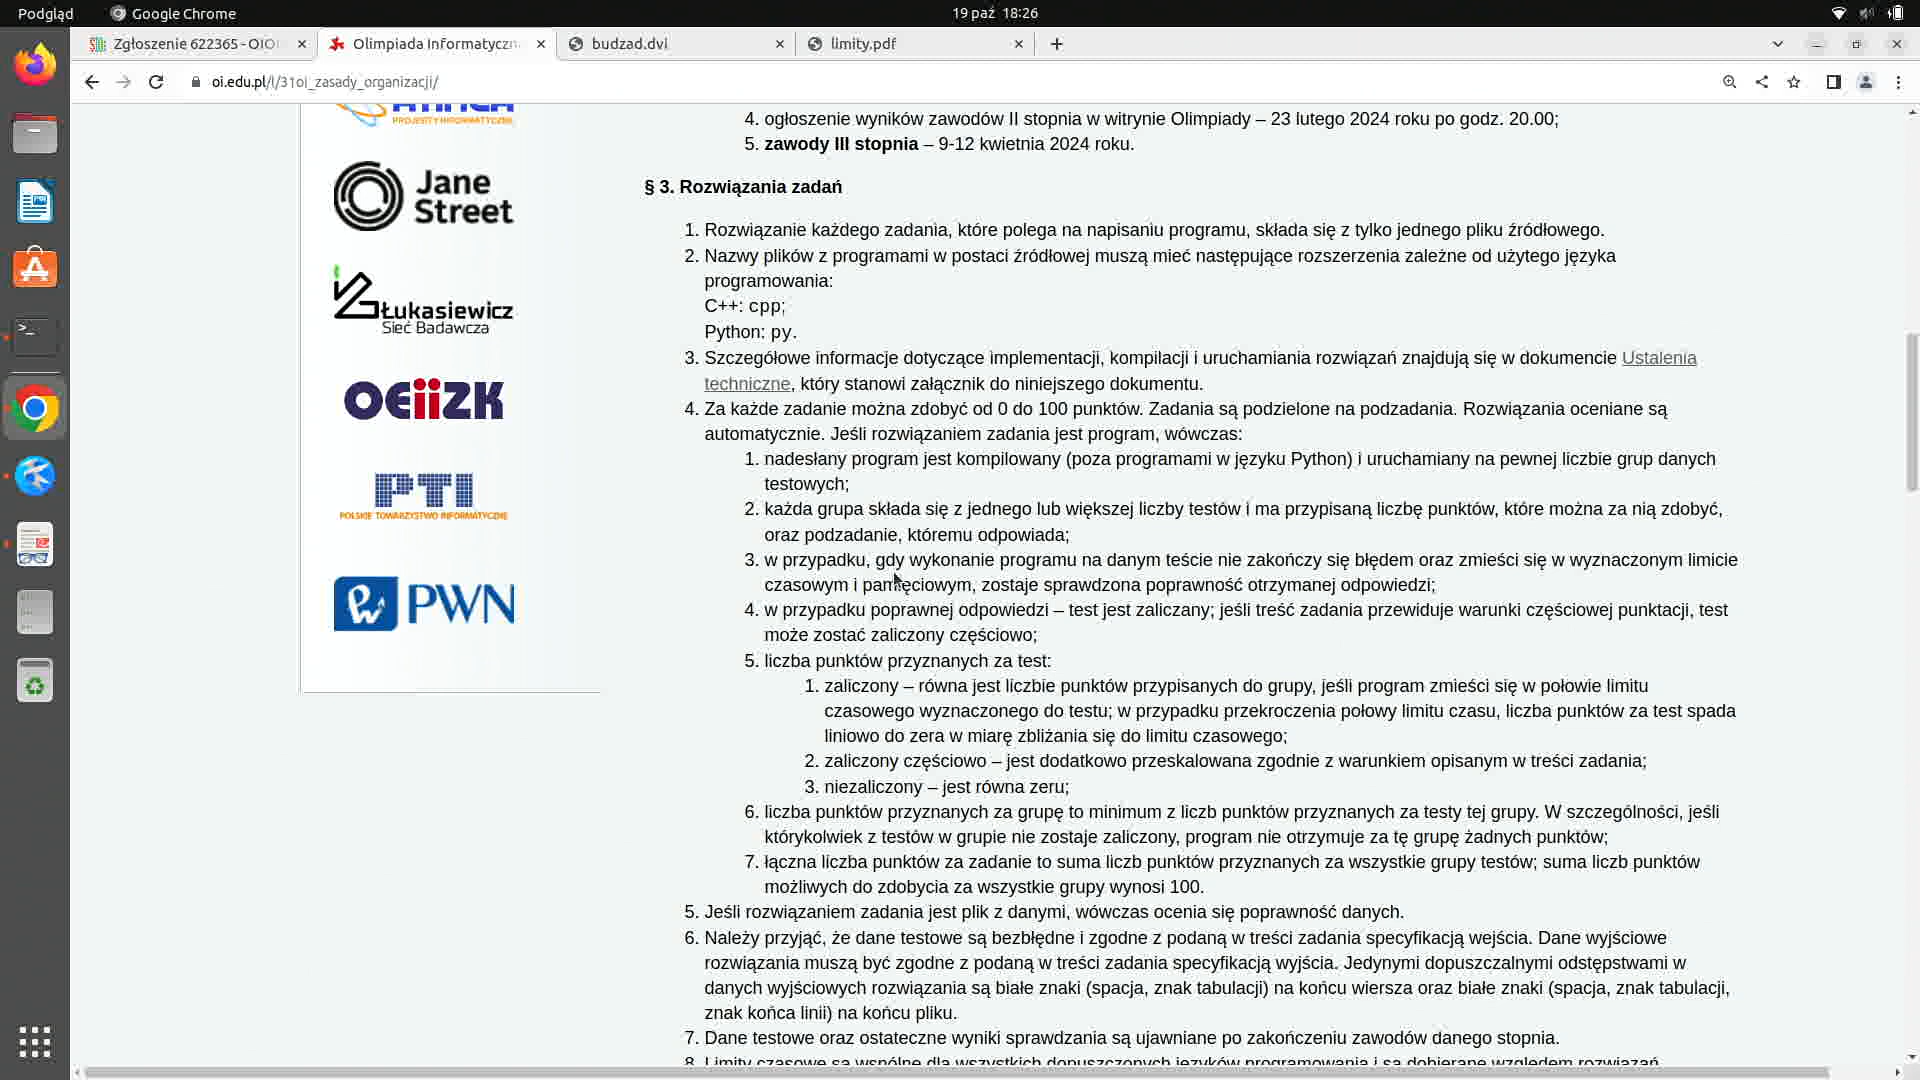 Podgląd
Google Chrome
19 paź 18:26
Zgłoszenie 622365 - OIOI
Olimpiada Informatyczn
budzad.dvi
limity.pdf
oi.edu.pl/l/31oi_zasady_organizacji/
PROJEKTY INFORMATYCZNE
Jane
Street
Łukasiewicz
Sieć Badawcza
OEiiZK
PTI
POLSKIE TOWARZYSTWO INFORMATYCZNE
PWN
4. ogłoszenie wyników zawodów II stopnia w witrynie Olimpiady – 23 lutego 2024 roku po godz. 20.00;
5. zawody III stopnia – 9-12 kwietnia 2024 roku.
§ 3. Rozwiązania zadań
1. Rozwiązanie każdego zadania, które polega na napisaniu programu, składa się z tylko jednego pliku źródłowego.
2. Nazwy plików z programami w postaci źródłowej muszą mieć następujące rozszerzenia zależne od użytego języka
programowania:
C++: cpp;
Python: py.
3. Szczegółowe informacje dotyczące implementacji, kompilacji i uruchamiania rozwiązań znajdują się w dokumencie Ustalenia
techniczne, który stanowi załącznik do niniejszego dokumentu.
4. Za każde zadanie można zdobyć od 0 do 100 punktów. Zadania są podzielone na podzadania. Rozwiązania oceniane są
automatycznie. Jeśli rozwiązaniem zadania jest program, wówczas:
1. nadesłany program jest kompilowany (poza programami w języku Python) i uruchamiany na pewnej liczbie grup danych
testowych;
2. każda grupa składa się z jednego lub większej liczby testów i ma przypisaną liczbę punktów, które można za nią zdobyć,
oraz podzadanie, któremu odpowiada;
3. w przypadku, gdy wykonanie programu na danym teście nie zakończy się błędem oraz zmieści się w wyznaczonym limicie
czasowym i pamięciowym, zostaje sprawdzona poprawność otrzymanej odpowiedzi;
4. w przypadku poprawnej odpowiedzi – test jest zaliczany; jeśli treść zadania przewiduje warunki częściowej punktacji, test
może zostać zaliczony częściowo;
5. liczba punktów przyznanych za test:
1. zaliczony – równa jest liczbie punktów przypisanych do grupy, jeśli program zmieści się w połowie limitu
czasowego wyznaczonego do testu; w przypadku przekroczenia połowy limitu czasu, liczba punktów za test spada
liniowo do zera w miarę zbliżania się do limitu czasowego;
2. zaliczony częściowo – jest dodatkowo przeskalowana zgodnie z warunkiem opisanym w treści zadania;
3. niezaliczony – jest równa zeru;
6. liczba punktów przyznanych za grupę to minimum z liczb punktów przyznanych za testy tej grupy. W szczególności, jeśli
którykolwiek z testów w grupie nie zostaje zaliczony, program nie otrzymuje za tę grupę żadnych punktów;
7. łączna liczba punktów za zadanie to suma liczb punktów przyznanych za wszystkie grupy testów; suma liczb punktów
możliwych do zdobycia za wszystkie grupy wynosi 100.
5. Jeśli rozwiązaniem zadania jest plik z danymi, wówczas ocenia się poprawność danych.
6. Należy przyjąć, że dane testowe są bezbłędne i zgodne z podaną w treści zadania specyfikacją wejścia. Dane wyjściowe
rozwiązania muszą być zgodne z podaną w treści zadania specyfikacją wyjścia. Jedynymi dopuszczalnymi odstępstwami w
danych wyjściowych rozwiązania są białe znaki (spacja, znak tabulacji) na końcu wiersza oraz białe znaki (spacja, znak tabulacji,
znak końca linii) na końcu pliku.
7. Dane testowe oraz ostateczne wyniki sprawdzania są ujawniane po zakończeniu zawodów danego stopnia.
8. Limity czasowe są wspólne dla wszystkich dopuszczonych języków programowania i są dobierane względem rozwiązań